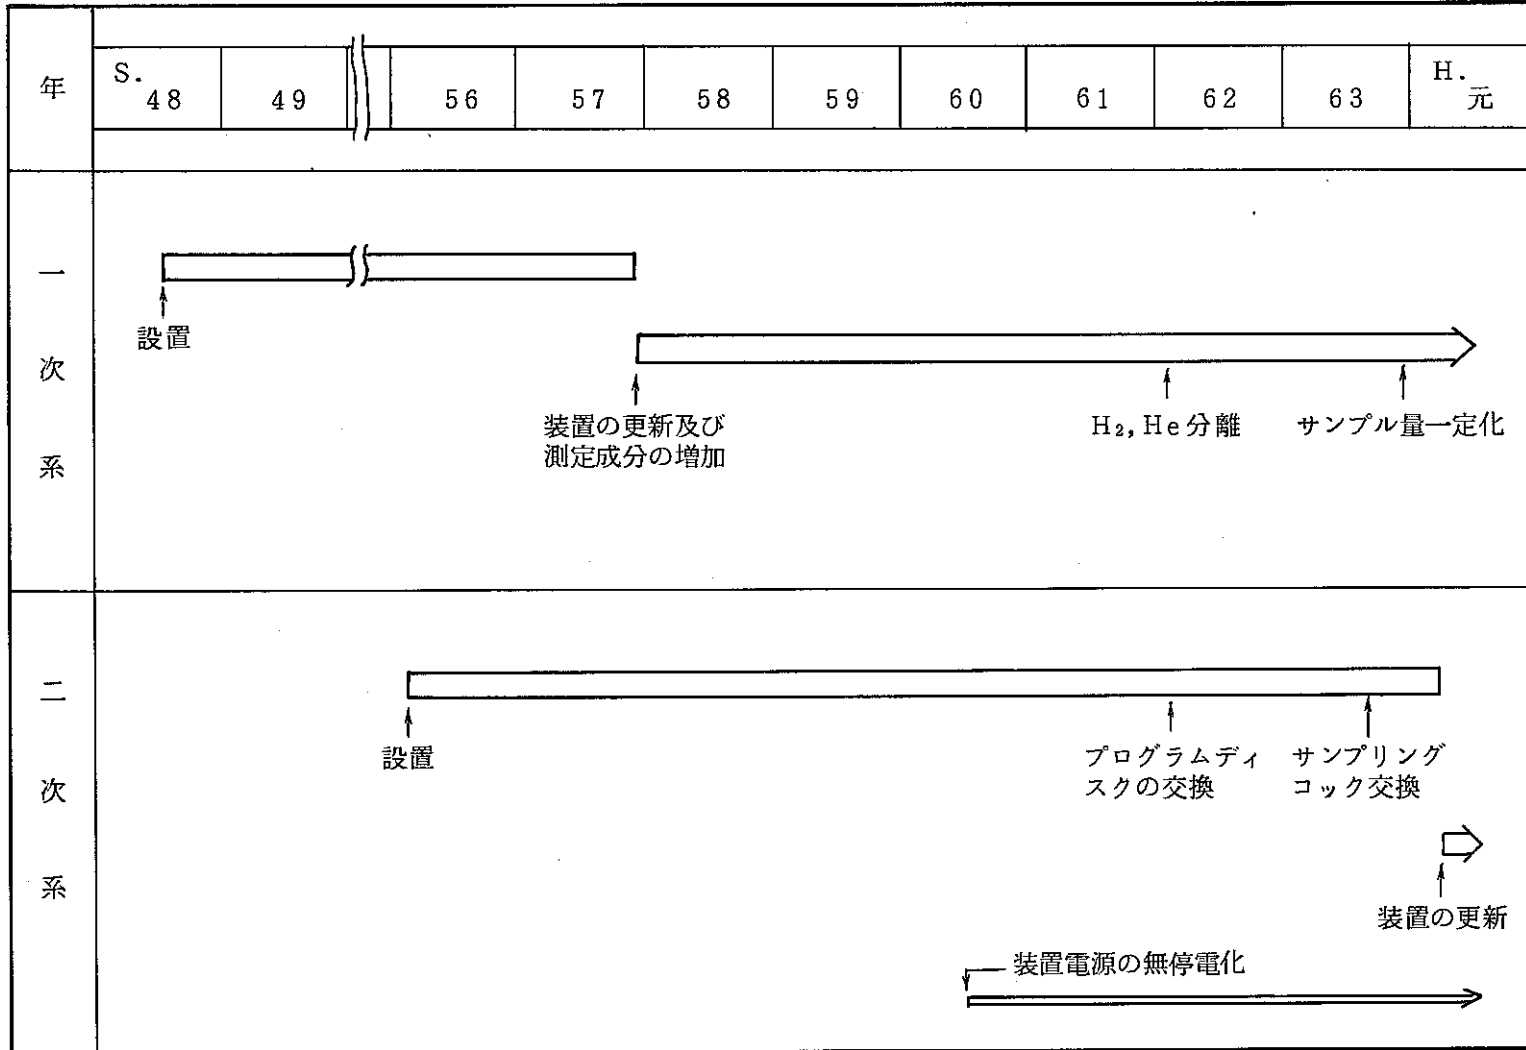 年
S.
48 49 56 57 58 59 60 61 62 63
H.
元
一次系
設置
装置の更新及び
測定成分の増加
H₂, He分離
サンプル量一定化
二次系
設置
プログラムディ
スクの交換
サンプリング
コック交換
装置の更新
装置電源の無停電化